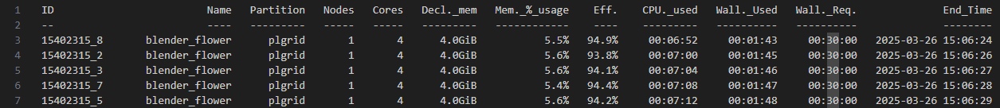 1 ID Name Partition Nodes Cores Decl._mem Mem._%_usage Eff. CPU._used Wall._Used Wall._Req. End_Time
2 -- ---- --------- ----- ----- --------- ------------ ---- --------- ---------- ---------- --------
3 15402315_8 blender_flower plgrid 1 4 4.0GiB 5.5% 94.9% 00:06:52 00:01:43 00:30:00 2025-03-26 15:06:24
4 15402315_2 blender_flower plgrid 1 4 4.0GiB 5.6% 93.8% 00:07:00 00:01:45 00:30:00 2025-03-26 15:06:26
5 15402315_3 blender_flower plgrid 1 4 4.0GiB 5.6% 94.1% 00:07:04 00:01:46 00:30:00 2025-03-26 15:06:27
6 15402315_7 blender_flower plgrid 1 4 4.0GiB 5.4% 94.4% 00:07:08 00:01:47 00:30:00 2025-03-26 15:06:28
7 15402315_5 blender_flower plgrid 1 4 4.0GiB 5.6% 94.2% 00:07:12 00:01:48 00:30:00 2025-03-26 15:06:29